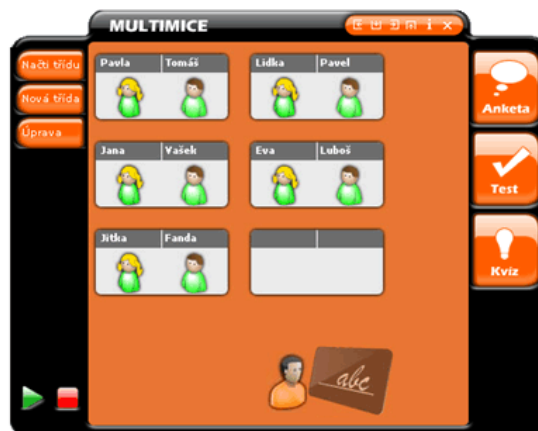 MULTIMICE
Načti třídu
Nová třída
Úprava
Pavla Tomáš
Lidka Pavel
Jana Vašek
Eva Luboš
Jitka Fanda
Anketa
Test
Kvíz
abc